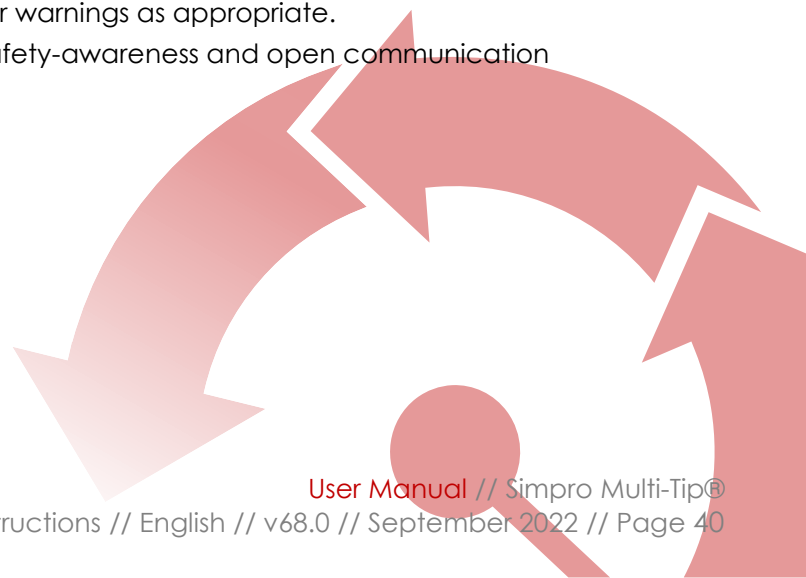 r warnings as appropriate.
fety-awareness and open communication
User Manual // Simpro Multi-Tip®
ructions // English // v68.0 // September 2022 // Page 40